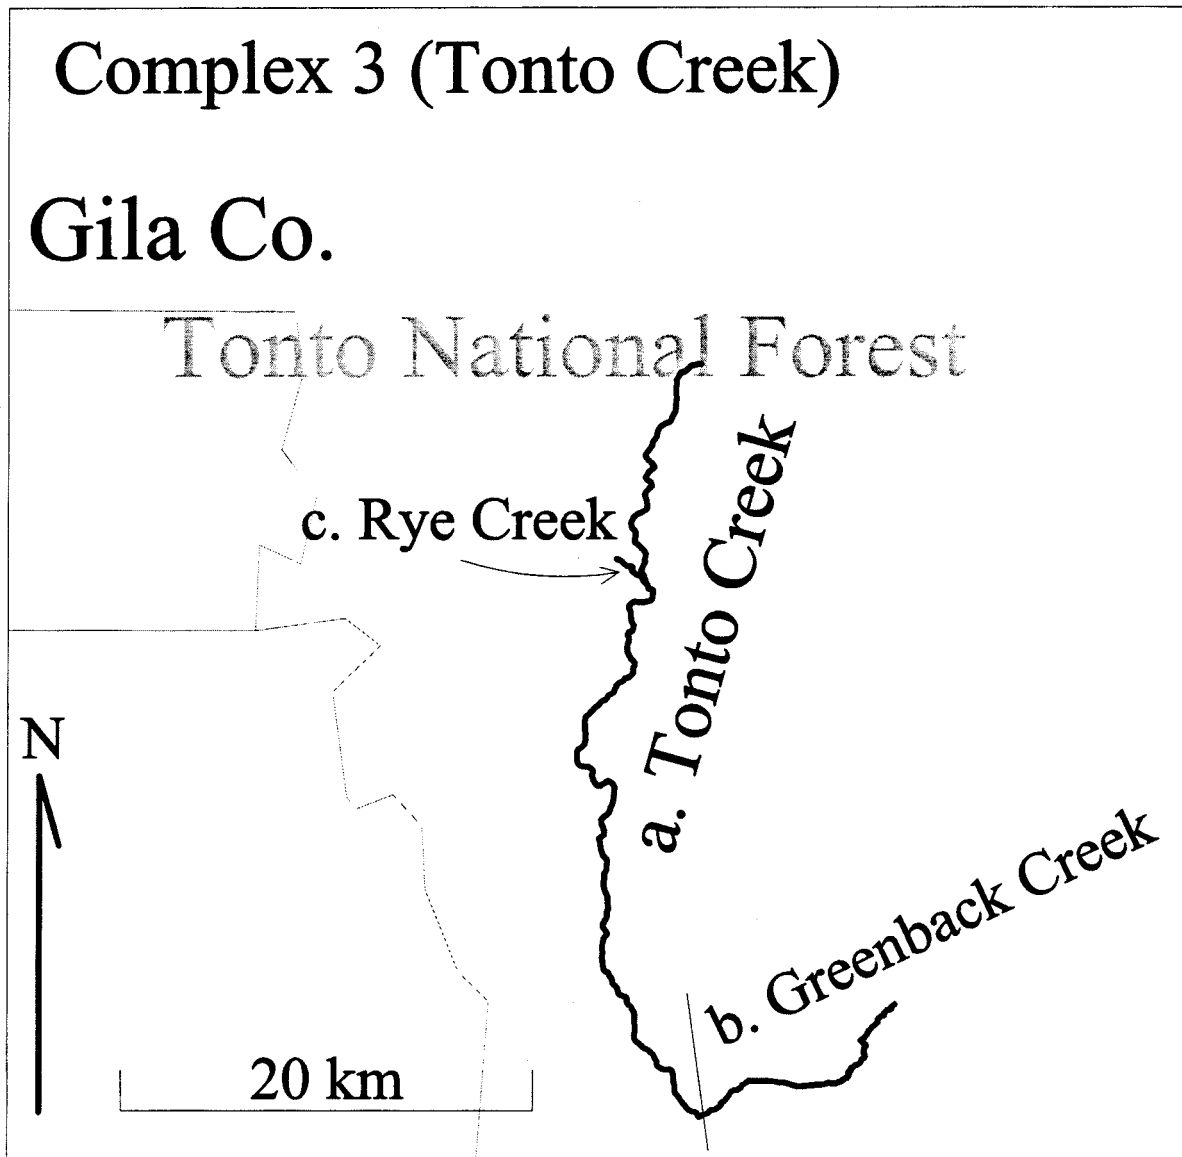 Complex 3 (Tonto Creek)
Gila Co.
Tonto National Forest
c. Rye Creek
a. Tonto Creek
N
b. Greenback Creek
20 km